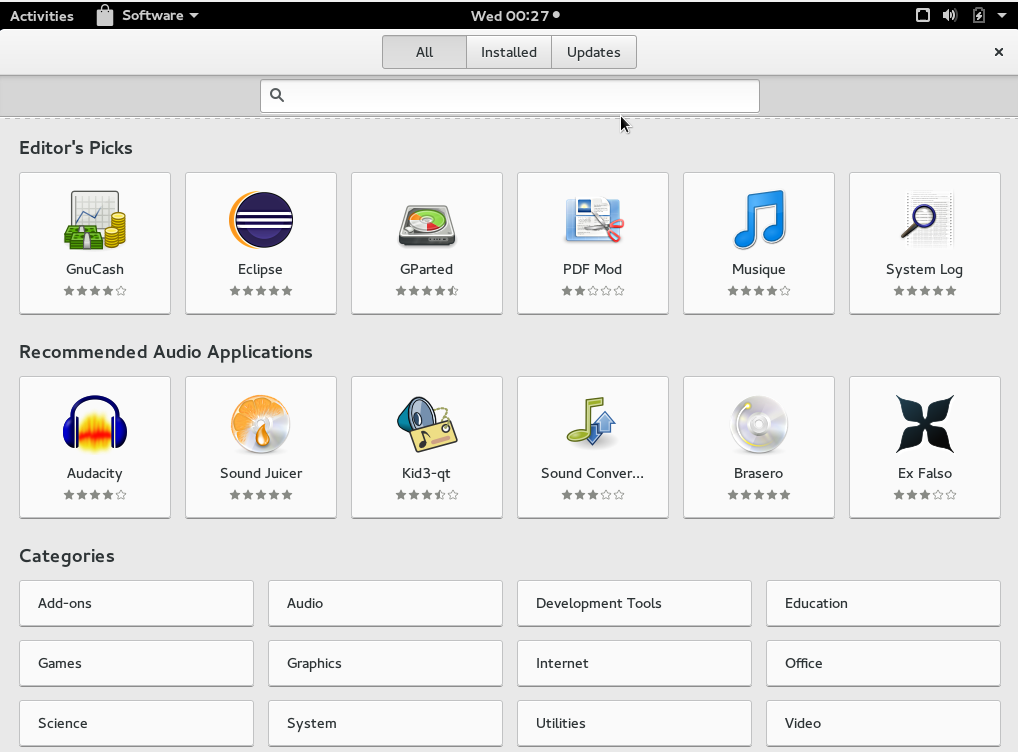 Activities Software Wed 00:27
All Installed Updates
Editor's Picks
GnuCash Eclipse GParted PDF Mod Musique System Log
Recommended Audio Applications
Audacity Sound Juicer Kid3-qt Sound Conver... Brasero Ex Falso
Categories
Add-ons Audio Development Tools Education
Games Graphics Internet Office
Science System Utilities Video